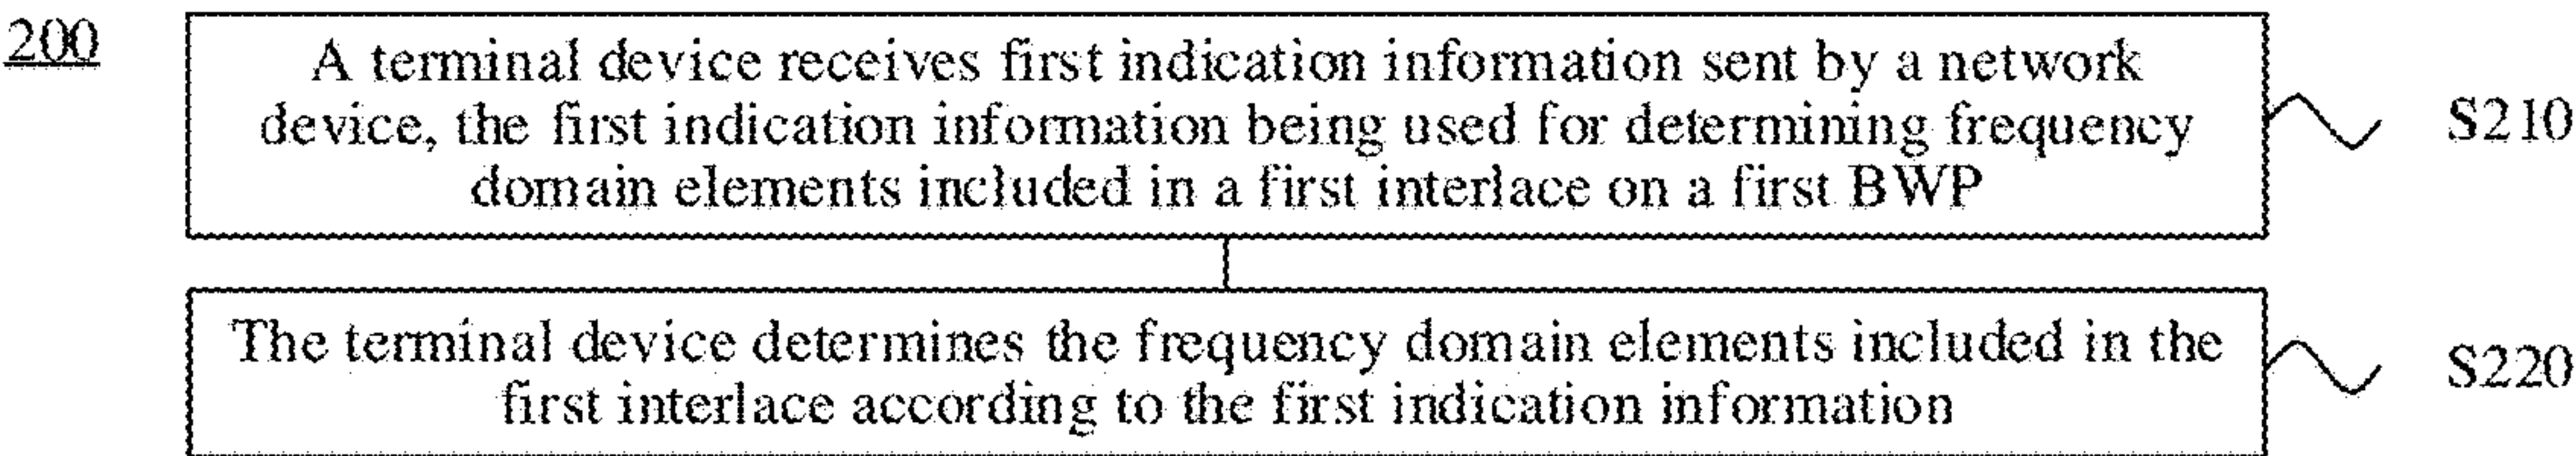 200
A terminal device receives first indication information sent by a network
device, the first indication information being used for determining frequency
domain elements included in a first interlace on a first BWP
S210
The terminal device determines the frequency domain elements included in the
first interlace according to the first indication information
S220